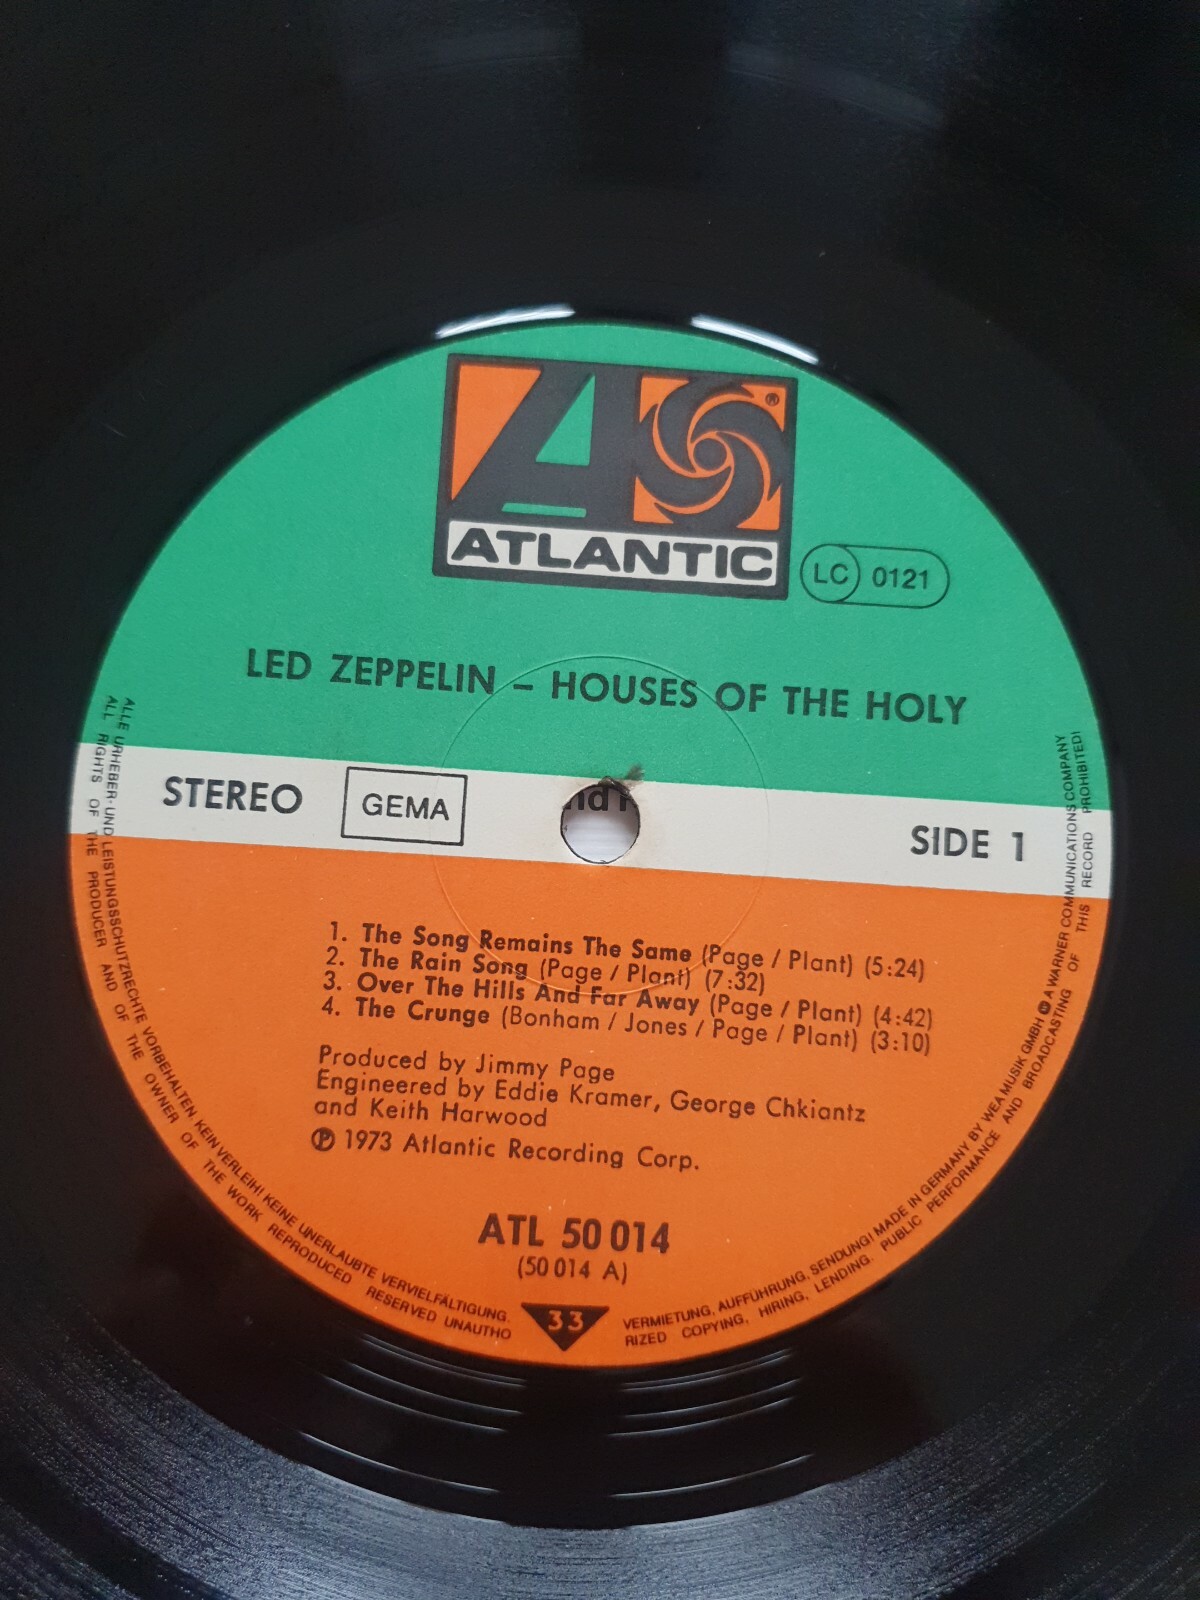 ®
ATLANTIC
LC 0121
LED ZEPPELIN – HOUSES OF THE HOLY
STEREO
GEMA
SIDE 1
1. The Song Remains The Same (Page / Plant) (5:24)
2. The Rain Song (Page / Plant) (7:32)
3. Over The Hills And Far Away (Page / Plant) (4:42)
4. The Crunge (Bonham / Jones / Page / Plant) (3:10)
Produced by Jimmy Page
Engineered by Eddie Kramer, George Chkiantz
and Keith Harwood
℗ 1973 Atlantic Recording Corp.
ATL 50 014
(50 014 A)
33
ALLE URHEBER- UND LEISTUNGSSCHUTZRECHTE VORBEHALTEN. KEIN VERLEIH! KEINE UNERLAUBTE VERVIELFÄLTIGUNG.
VERMIETUNG, AUFFÜHRUNG, SENDUNG! MADE IN GERMANY BY WEA MUSIK GMBH A WARNER COMMUNICATIONS COMPANY
ALL RIGHTS OF THE PRODUCER AND OF THE OWNER OF THE WORK REPRODUCED RESERVED UNAUTHO
RIZED COPYING, HIRING, LENDING, PUBLIC PERFORMANCE AND BROADCASTING OF THIS RECORD PROHIBITED!